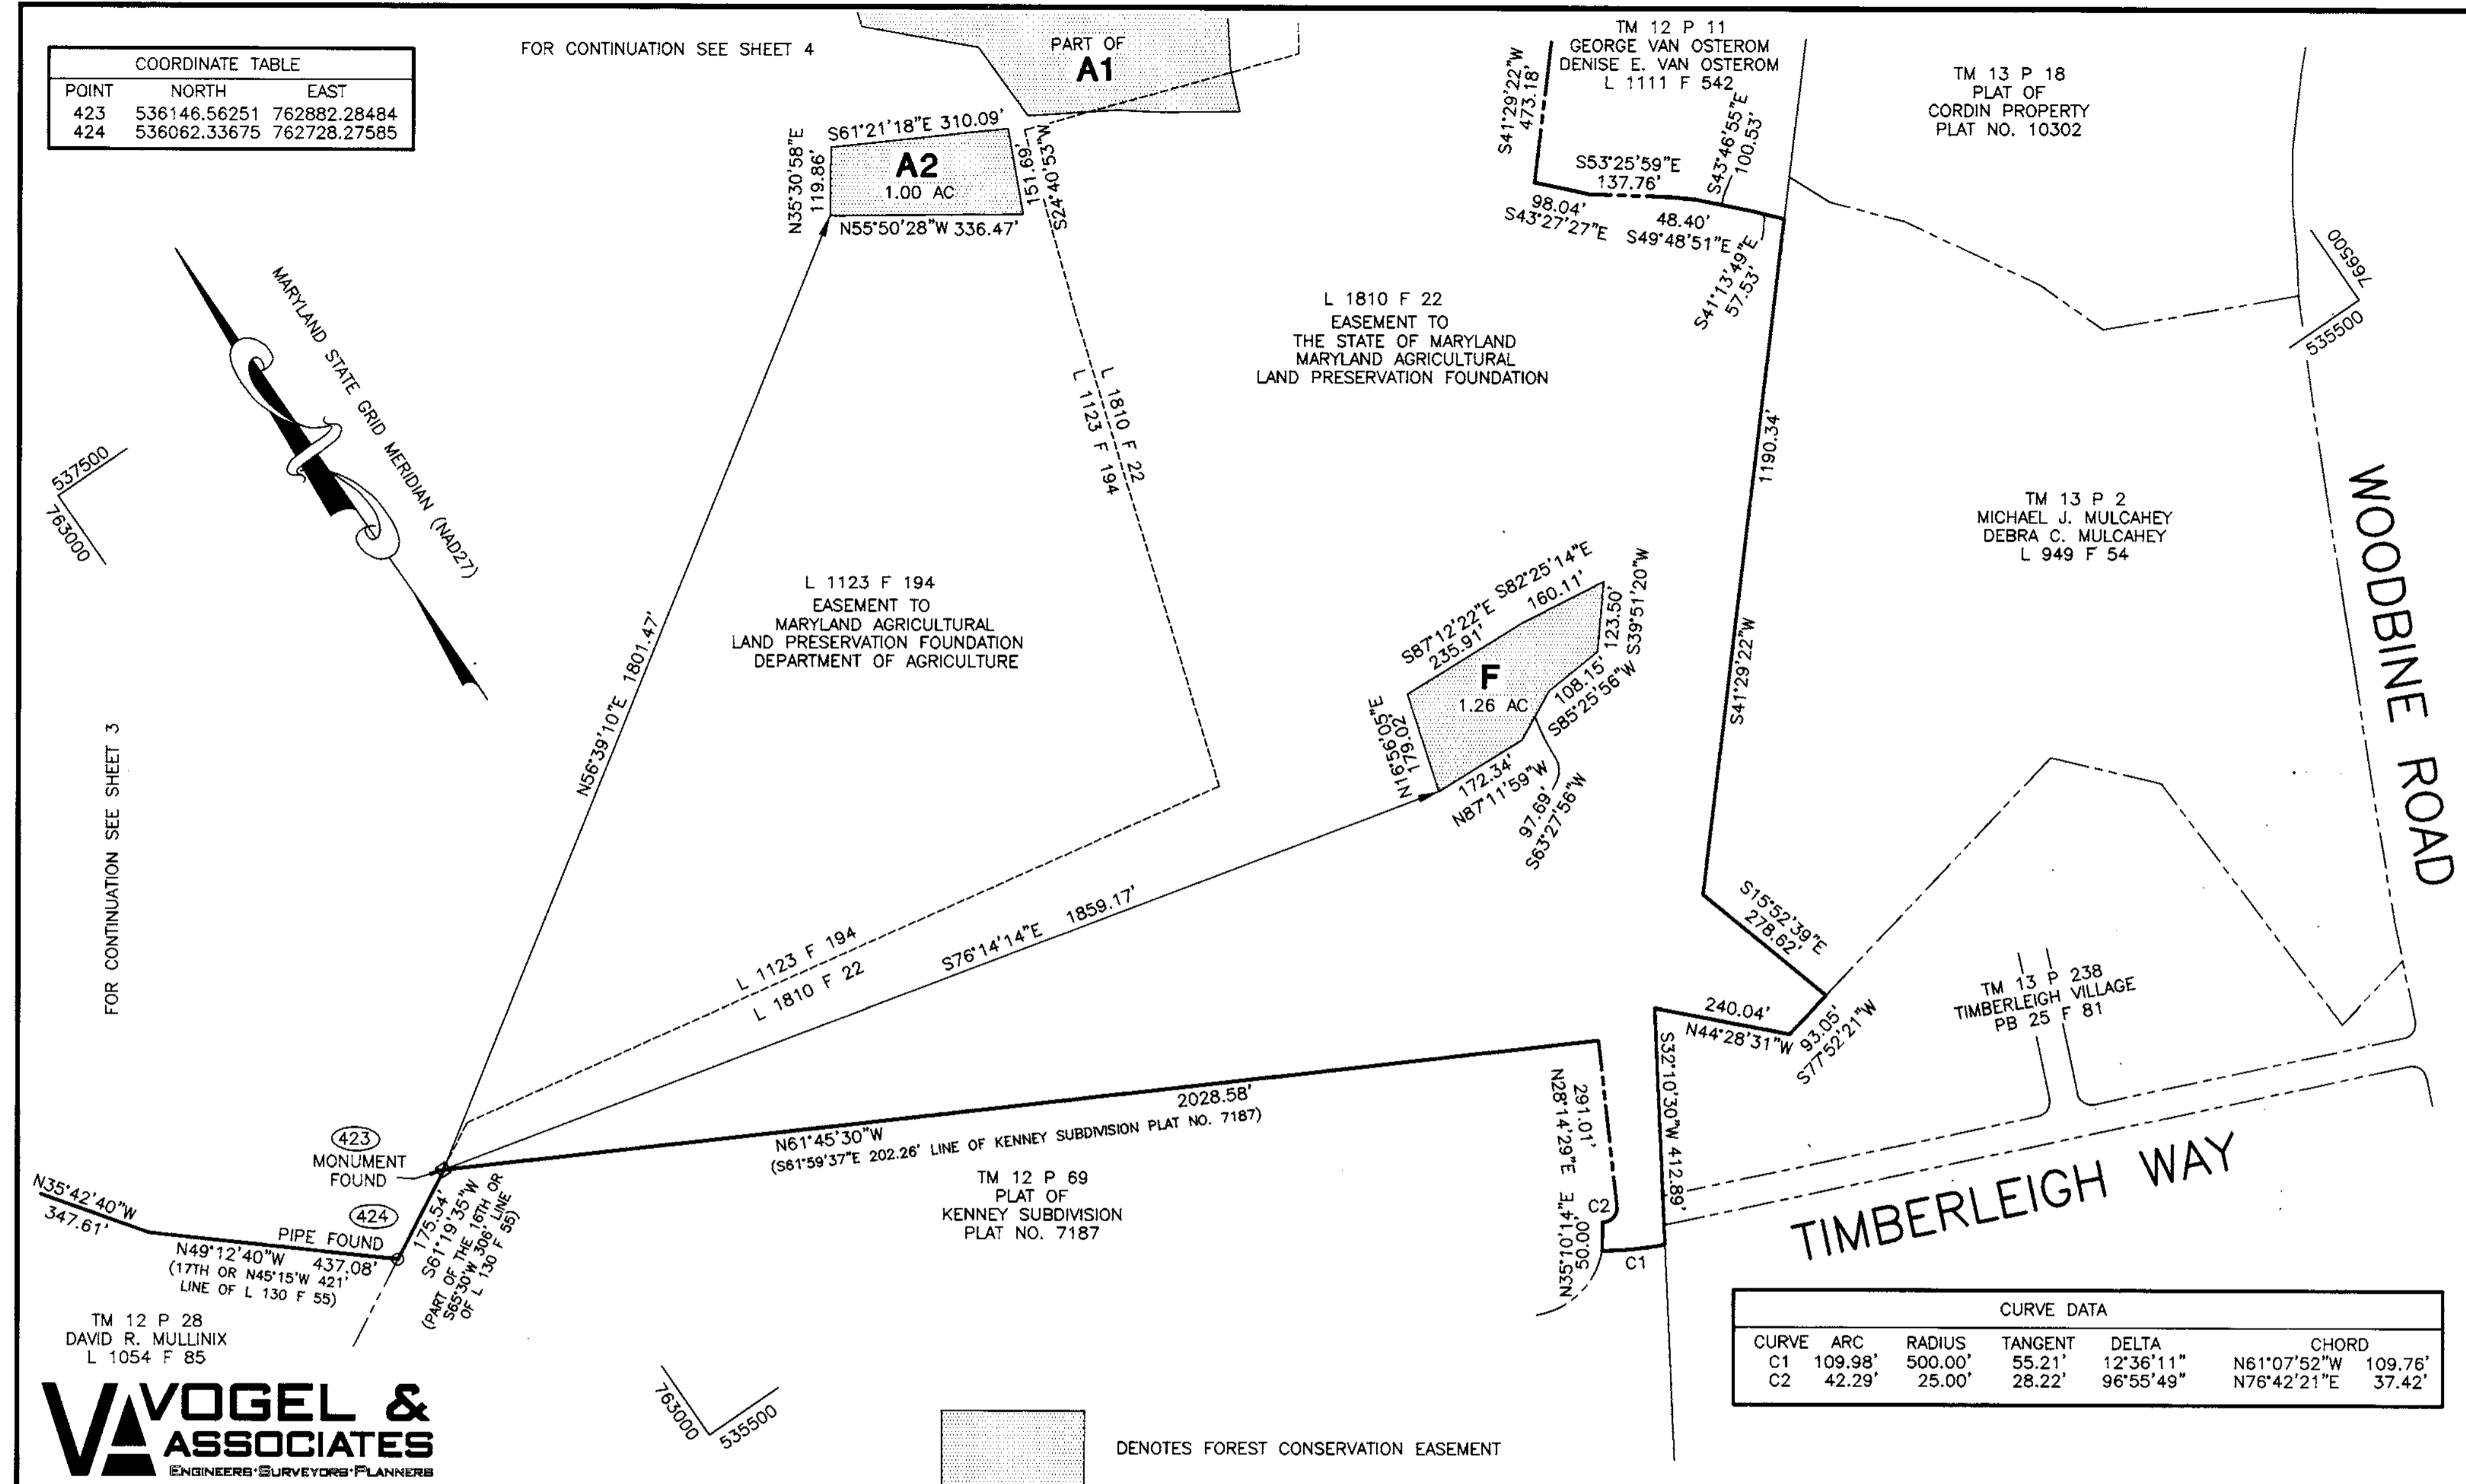 COORDINATE TABLE
POINT NORTH EAST
423 536146.56251 762882.28484
424 536062.33675 762728.27585
FOR CONTINUATION SEE SHEET 4
PART OF
A1
TM 12 P 11
GEORGE VAN OSTEROM
DENISE E. VAN OSTEROM
L 1111 F 542
TM 13 P 18
PLAT OF
CORDIN PROPERTY
PLAT NO. 10302
S61°21'18"E 310.09'
N35°30'58"E
119.86'
A2
1.00 AC
151.69'
S24°40'53"W
N55°50'28"W 336.47'
S41°29'22"W
473.18'
S53°25'59"E
137.76'
S43°46'55"E
100.53'
98.04'
S43°27'27"E
48.40'
S49°48'51"E
S41°13'49"E
57.53'
766500
535500
MARYLAND STATE GRID MERIDIAN (NAD27)
537500
763000
L 1810 F 22
EASEMENT TO
THE STATE OF MARYLAND
MARYLAND AGRICULTURAL
LAND PRESERVATION FOUNDATION
L 1810 F 22
L 1123 F 194
1190.34'
S41°29'22"W
TM 13 P 2
MICHAEL J. MULCAHEY
DEBRA C. MULCAHEY
L 949 F 54
WOODBINE ROAD
L 1123 F 194
EASEMENT TO
MARYLAND AGRICULTURAL
LAND PRESERVATION FOUNDATION
DEPARTMENT OF AGRICULTURE
N56°39'10"E 1801.47'
S87°12'22"E
235.91'
S82°25'14"E
160.11'
123.50'
S39°51'20"W
F
1.26 AC
108.15'
S85°25'56"W
N16°56'05"E
179.02'
172.34'
N87°11'59"W
97.69'
S63°27'56"W
FOR CONTINUATION SEE SHEET 3
L 1123 F 194
L 1810 F 22
S76°14'14"E 1859.17'
S15°52'39"E
278.62'
240.04'
N44°28'31"W
93.05'
S77°52'21"W
TM 13 P 238
TIMBERLEIGH VILLAGE
PB 25 F 81
TIMBERLEIGH WAY
2028.58'
N61°45'30"W
(S61°59'37"E 202.26' LINE OF KENNEY SUBDIVISION PLAT NO. 7187)
291.01'
N28°14'29"E
S32°10'30"W 412.89'
C2
50.00'
N35°10'14"E
C1
423
MONUMENT
FOUND
424
PIPE FOUND
N35°42'40"W
347.61'
N49°12'40"W 437.08'
(17TH OR N45°15'W 421'
LINE OF L 130 F 55)
175.54'
S61°19'35"W
(PART OF THE 16TH OR
S65°30'W 306' LINE
OF L 130 F 55)
TM 12 P 69
PLAT OF
KENNEY SUBDIVISION
PLAT NO. 7187
TM 12 P 28
DAVID R. MULLINIX
L 1054 F 85
VA VOGEL &
ASSOCIATES
ENGINEERS•SURVEYORS•PLANNERS
763000
535500
DENOTES FOREST CONSERVATION EASEMENT
CURVE DATA
CURVE ARC RADIUS TANGENT DELTA CHORD
C1 109.98' 500.00' 55.21' 12°36'11" N61°07'52"W 109.76'
C2 42.29' 25.00' 28.22' 96°55'49" N76°42'21"E 37.42'